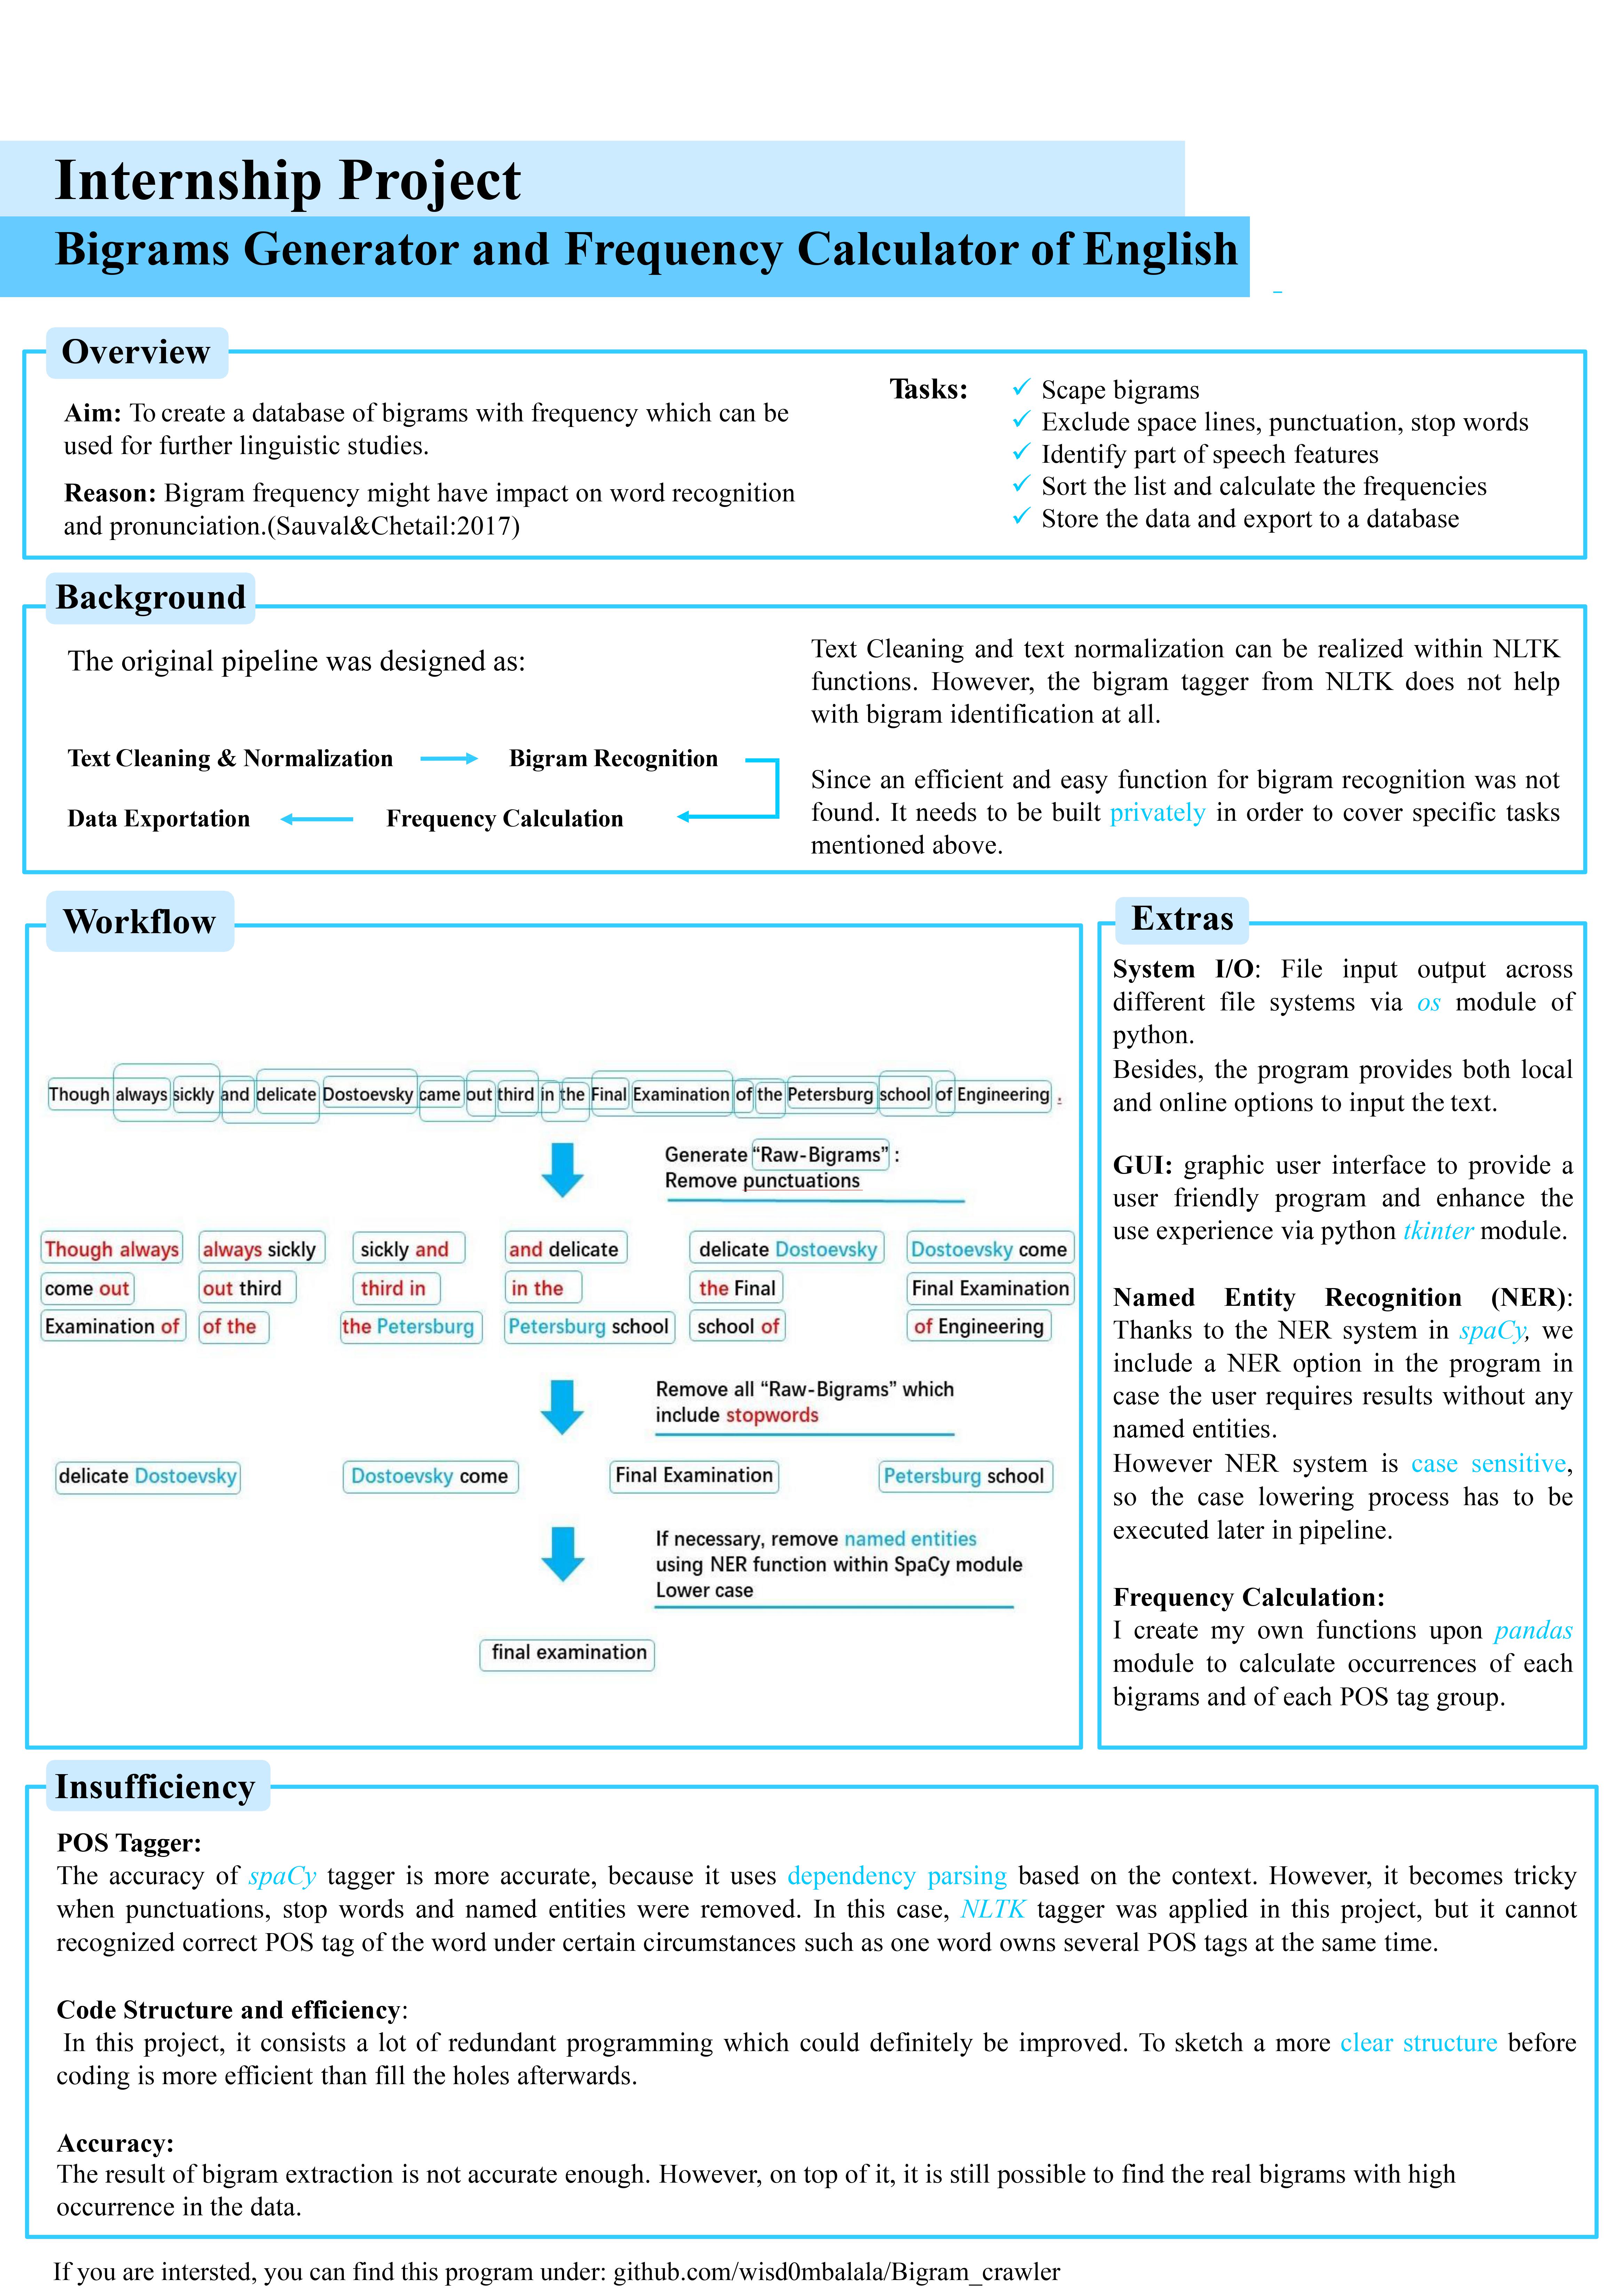 Internship Project
Bigrams Generator and Frequency Calculator of English
Overview
Aim: To create a database of bigrams with frequency which can be
used for further linguistic studies.
Reason: Bigram frequency might have impact on word recognition
and pronunciation.(Sauval&Chetail:2017)
Tasks:
✓ Scape bigrams
✓ Exclude space lines, punctuation, stop words
✓ Identify part of speech features
✓ Sort the list and calculate the frequencies
✓ Store the data and export to a database
Background
The original pipeline was designed as:
Text Cleaning & Normalization
Bigram Recognition
Data Exportation
Frequency Calculation
Text Cleaning and text normalization can be realized within NLTK
functions. However, the bigram tagger from NLTK does not help
with bigram identification at all.
Since an efficient and easy function for bigram recognition was not
found. It needs to be built privately in order to cover specific tasks
mentioned above.
Workflow
Though always sickly and delicate Dostoevsky came out third in the Final Examination of the Petersburg school of Engineering .
Generate “Raw-Bigrams” :
Remove punctuations
Though always always sickly sickly and and delicate delicate Dostoevsky Dostoevsky come
come out out third third in in the the Final Final Examination
Examination of of the the Petersburg Petersburg school school of of Engineering
Remove all “Raw-Bigrams” which
include stopwords
delicate Dostoevsky Dostoevsky come Final Examination Petersburg school
If necessary, remove named entities
using NER function within SpaCy module
Lower case
final examination
Extras
System I/O: File input output across
different file systems via os module of
python.
Besides, the program provides both local
and online options to input the text.
GUI: graphic user interface to provide a
user friendly program and enhance the
use experience via python tkinter module.
Named Entity Recognition (NER):
Thanks to the NER system in spaCy, we
include a NER option in the program in
case the user requires results without any
named entities.
However NER system is case sensitive,
so the case lowering process has to be
executed later in pipeline.
Frequency Calculation:
I create my own functions upon pandas
module to calculate occurrences of each
bigrams and of each POS tag group.
Insufficiency
POS Tagger:
The accuracy of spaCy tagger is more accurate, because it uses dependency parsing based on the context. However, it becomes tricky
when punctuations, stop words and named entities were removed. In this case, NLTK tagger was applied in this project, but it cannot
recognized correct POS tag of the word under certain circumstances such as one word owns several POS tags at the same time.
Code Structure and efficiency:
In this project, it consists a lot of redundant programming which could definitely be improved. To sketch a more clear structure before
coding is more efficient than fill the holes afterwards.
Accuracy:
The result of bigram extraction is not accurate enough. However, on top of it, it is still possible to find the real bigrams with high
occurrence in the data.
If you are intersted, you can find this program under: github.com/wisd0mbalala/Bigram_crawler